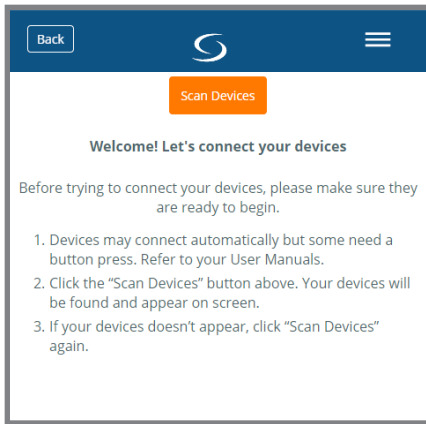 Back
Scan Devices
Welcome! Let's connect your devices
Before trying to connect your devices, please make sure they
are ready to begin.
1. Devices may connect automatically but some need a
button press. Refer to your User Manuals.
2. Click the “Scan Devices” button above. Your devices will
be found and appear on screen.
3. If your devices doesn’t appear, click “Scan Devices”
again.